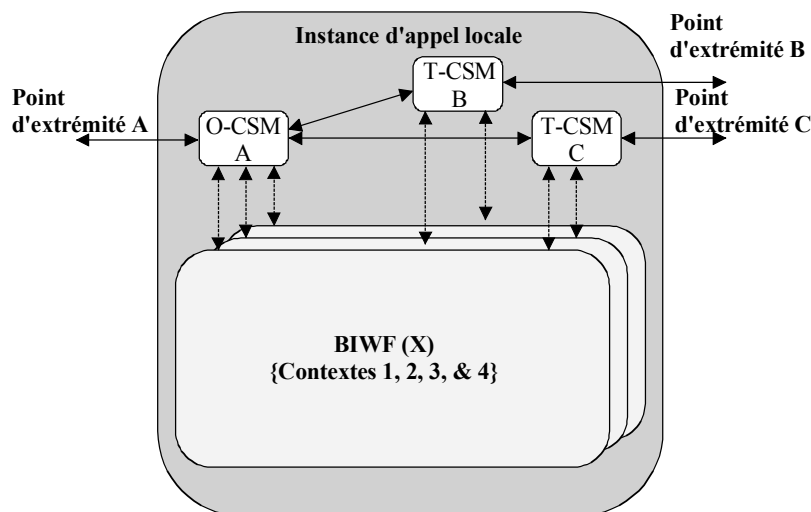 Instance d'appel locale
Point
d'extrémité B
T-CSM
B
Point
d'extrémité A
O-CSM
A
T-CSM
C
Point
d'extrémité C
BIWF (X)
{Contextes 1, 2, 3, & 4}